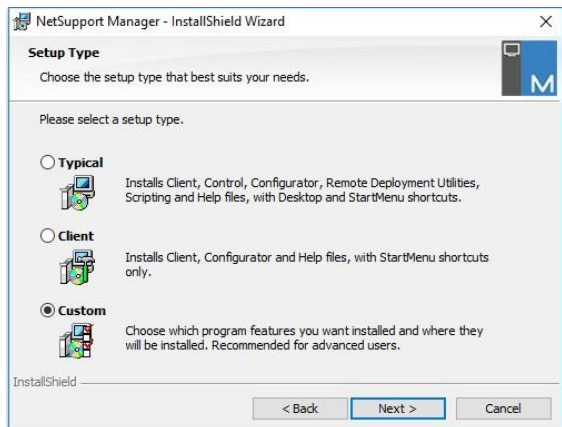 NetSupport Manager - InstallShield Wizard
Setup Type
Choose the setup type that best suits your needs.
M
Please select a setup type.
Typical
Installs Client, Control, Configurator, Remote Deployment Utilities,
Scripting and Help files, with Desktop and StartMenu shortcuts.
Client
Installs Client, Configurator and Help files, with StartMenu shortcuts
only.
Custom
Choose which program features you want installed and where they
will be installed. Recommended for advanced users.
InstallShield
< Back Next > Cancel